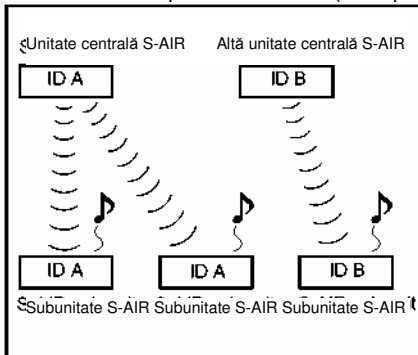 Unitate centrală S-AIR Altă unitate centrală S-AIR
ID A ID B
ID A ID A ID B
Subunitate S-AIR Subunitate S-AIR Subunitate S-AIR